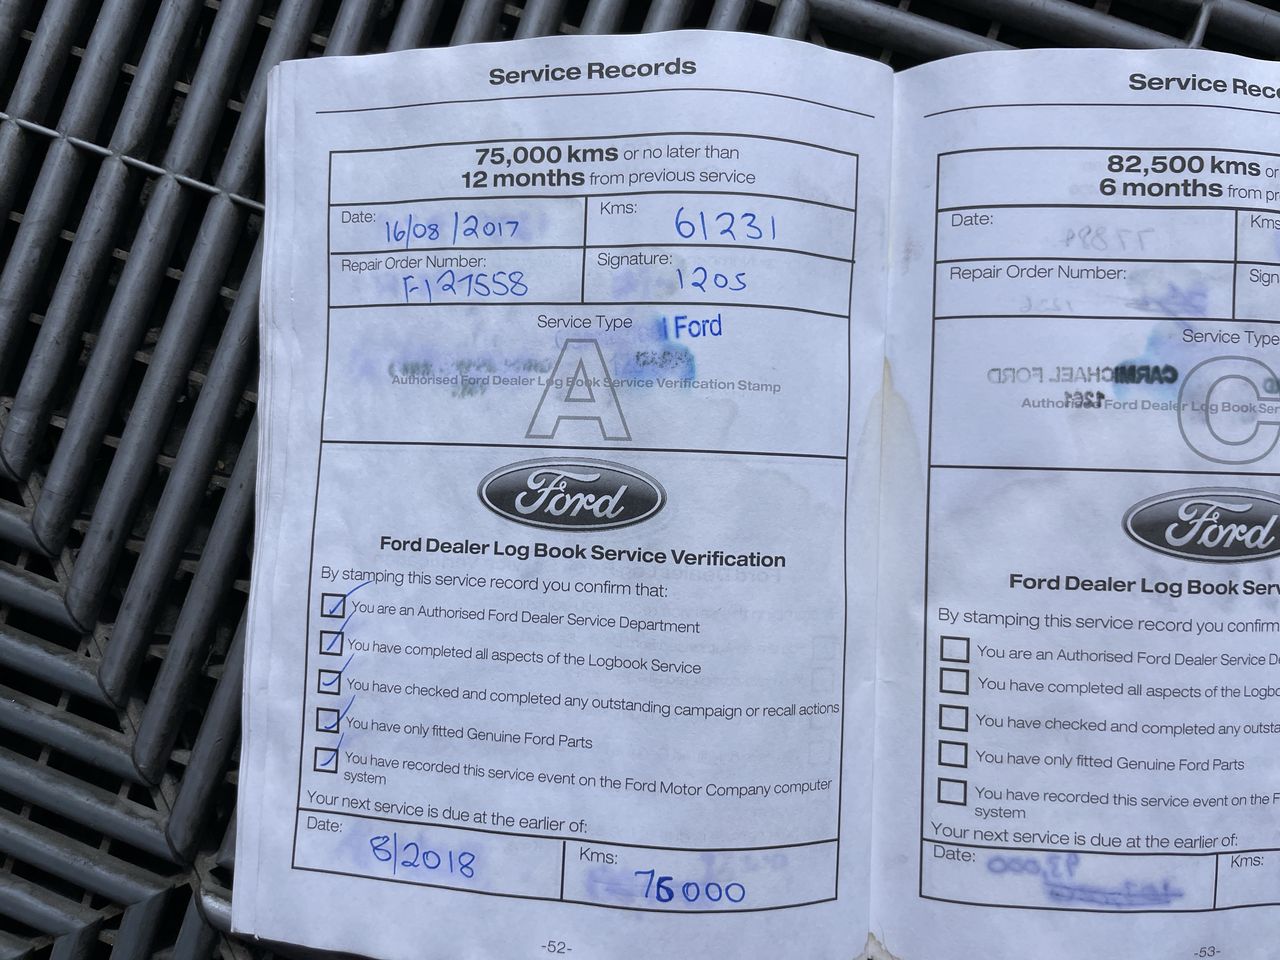 Service Records
75,000 kms or no later than
12 months from previous service
Date: 16/08/2017
Kms: 61231
Repair Order Number: F127558
Signature: 1205
Service Type
Ford
A
Authorised Ford Dealer Log Book Service Verification Stamp
Ford
Ford Dealer Log Book Service Verification
By stamping this service record you confirm that:
You are an Authorised Ford Dealer Service Department
You have completed all aspects of the Logbook Service
You have checked and completed any outstanding campaign or recall actions
You have only fitted Genuine Ford Parts
You have recorded this service event on the Ford Motor Company computer
system
Your next service is due at the earlier of:
Date: 8/2018
Kms: 76000
-52-
Service Reco
82,500 kms or
6 months from pr
Date:
Kms
Repair Order Number:
Sign
Service Type
CARMICHAEL FORD
1261
C
Authorised Ford Dealer Log Book Ser
Ford
Ford Dealer Log Book Serv
By stamping this service record you confirm
You are an Authorised Ford Dealer Service De
You have completed all aspects of the Logbo
You have checked and completed any outsta
You have only fitted Genuine Ford Parts
You have recorded this service event on the F
system
Your next service is due at the earlier of:
Date:
Kms:
-53-